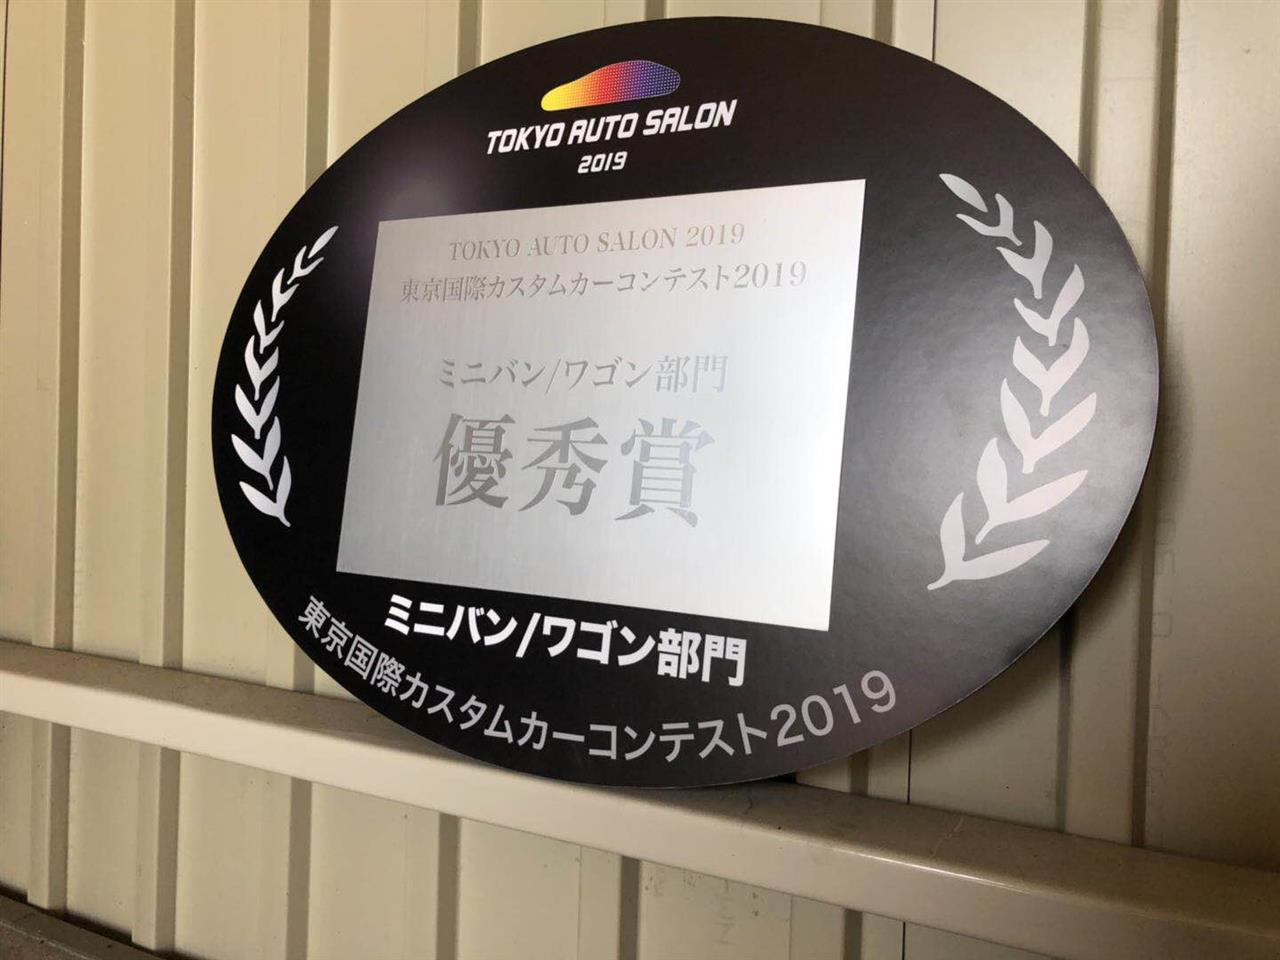 TOKYO AUTO SALON
2019
TOKYO AUTO SALON 2019
東京国際カスタムカーコンテスト2019
ミニバン/ワゴン部門
優秀賞
ミニバン/ワゴン部門
東京国際カスタムカーコンテスト2019